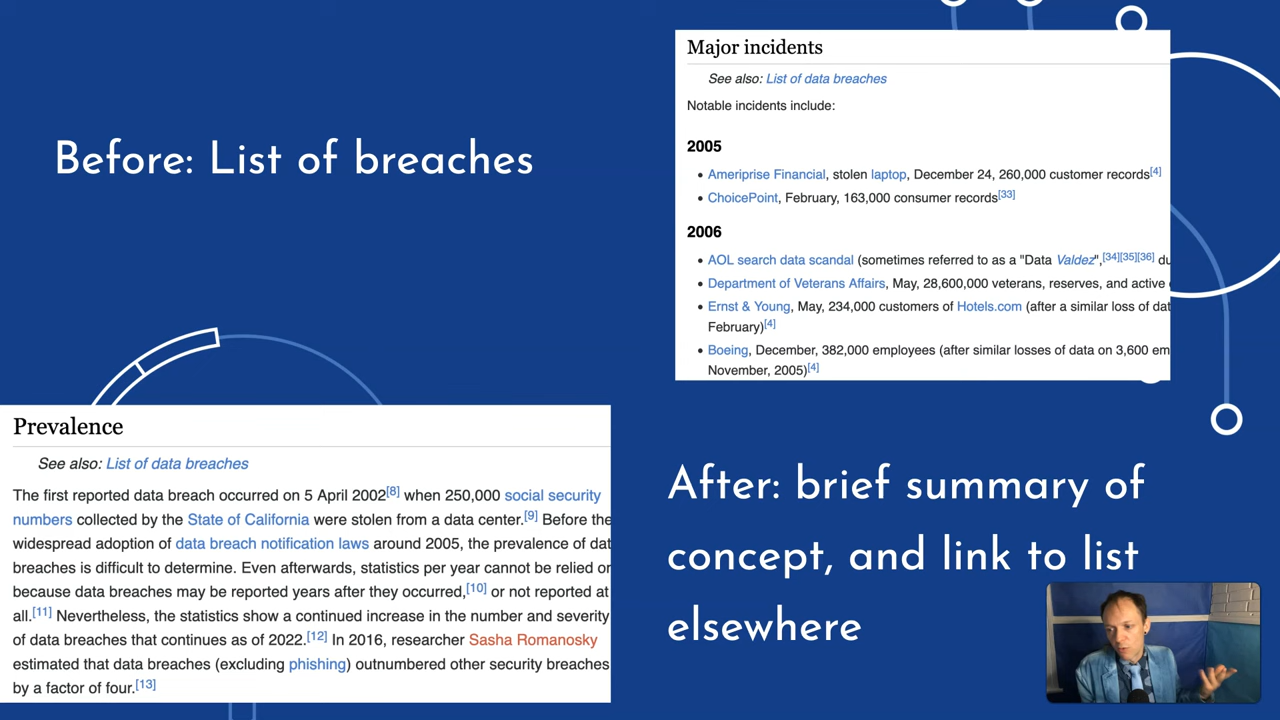 Before: List of breaches
Major incidents
See also: List of data breaches
Notable incidents include:
2005
• Ameriprise Financial, stolen laptop, December 24, 260,000 customer records[4]
• ChoicePoint, February, 163,000 consumer records[33]
2006
• AOL search data scandal (sometimes referred to as a "Data Valdez",[34][35][36] du
• Department of Veterans Affairs, May, 28,600,000 veterans, reserves, and active
• Ernst & Young, May, 234,000 customers of Hotels.com (after a similar loss of dat
February)[4]
• Boeing, December, 382,000 employees (after similar losses of data on 3,600 em
November, 2005)[4]
Prevalence
See also: List of data breaches
The first reported data breach occurred on 5 April 2002[8] when 250,000 social security
numbers collected by the State of California were stolen from a data center.[9] Before the
widespread adoption of data breach notification laws around 2005, the prevalence of dat
breaches is difficult to determine. Even afterwards, statistics per year cannot be relied or
because data breaches may be reported years after they occurred,[10] or not reported at
all.[11] Nevertheless, the statistics show a continued increase in the number and severity
of data breaches that continues as of 2022.[12] In 2016, researcher Sasha Romanosky
estimated that data breaches (excluding phishing) outnumbered other security breaches
by a factor of four.[13]
After: brief summary of
concept, and link to list
elsewhere